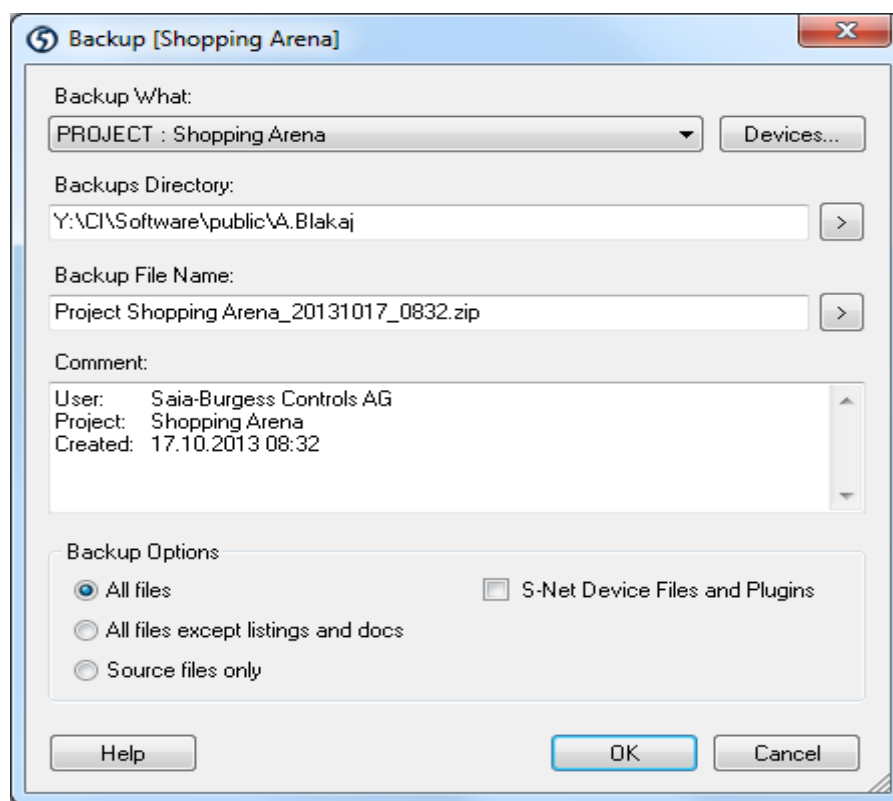 Backup [Shopping Arena]
Backup What:
PROJECT : Shopping Arena
Devices...
Backups Directory:
Y:\CI\Software\public\A.Blakaj
>
Backup File Name:
Project Shopping Arena_20131017_0832.zip
>
Comment:
User: Saia-Burgess Controls AG
Project: Shopping Arena
Created: 17.10.2013 08:32
Backup Options
All files
S-Net Device Files and Plugins
All files except listings and docs
Source files only
Help
OK
Cancel